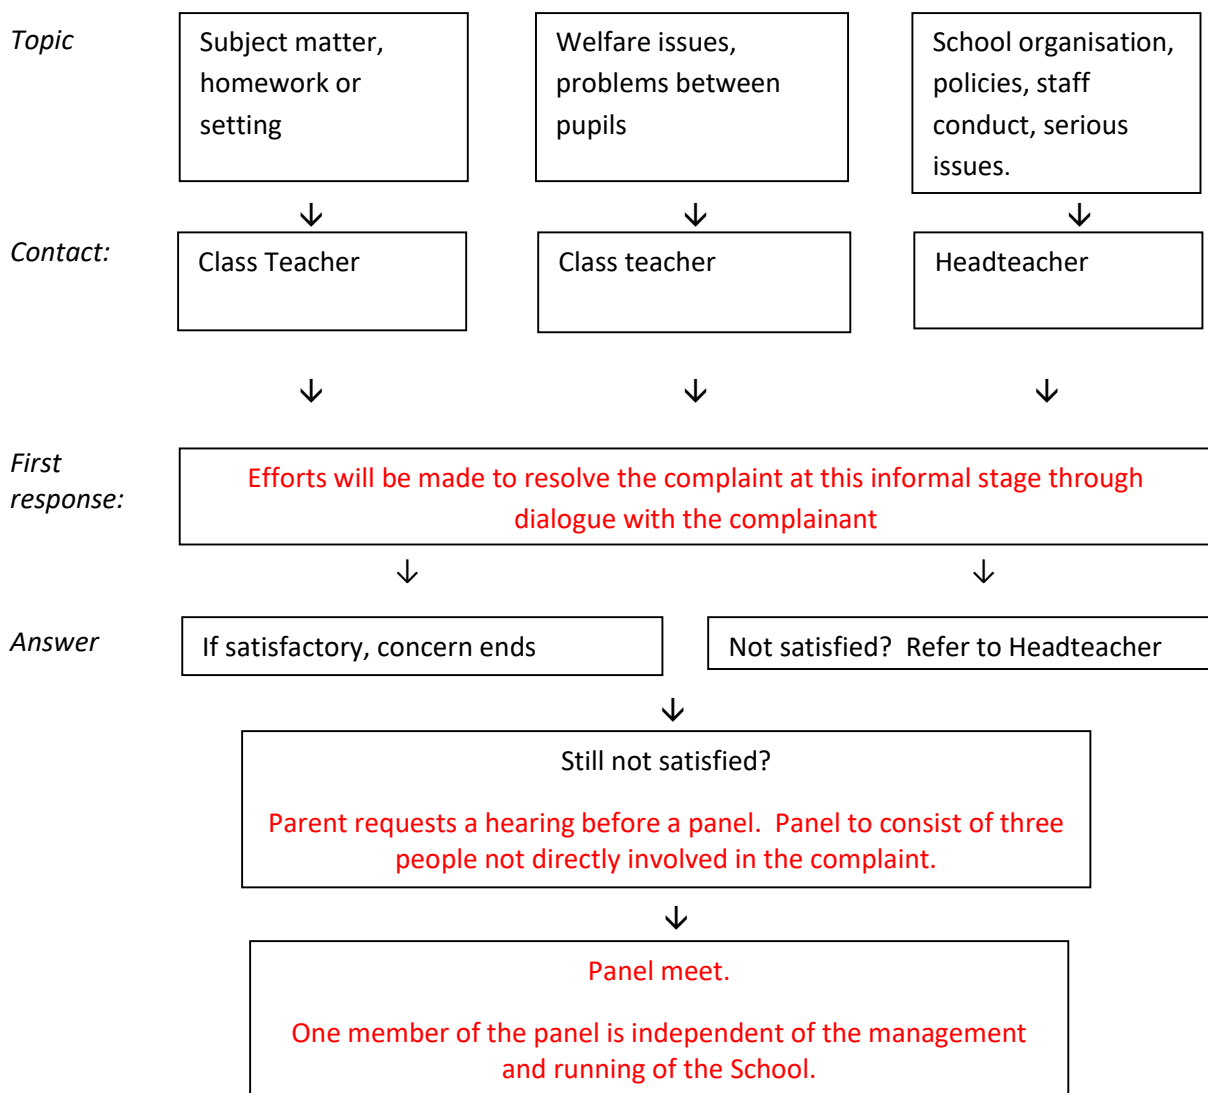 Topic
Subject matter,
homework or
setting
Welfare issues,
problems between
pupils
School organisation,
policies, staff
conduct, serious
issues.
Contact:
Class Teacher
Class teacher
Headteacher
First
response:
Efforts will be made to resolve the complaint at this informal stage through
dialogue with the complainant
Answer
If satisfactory, concern ends
Not satisfied?  Refer to Headteacher
Still not satisfied?
Parent requests a hearing before a panel.  Panel to consist of three
people not directly involved in the complaint.
Panel meet.
One member of the panel is independent of the management
and running of the School.